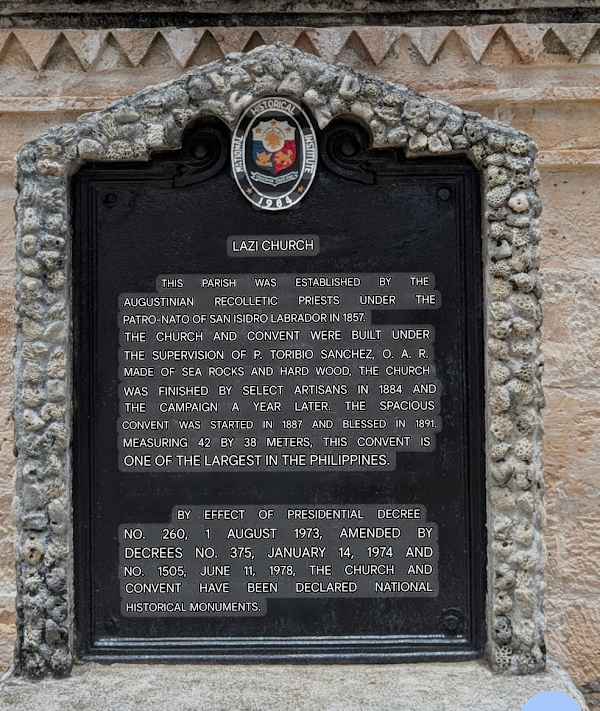 NATIONAL HISTORICAL INSTITUTE
1984
LAZI CHURCH
THIS PARISH WAS ESTABLISHED BY THE
AUGUSTINIAN RECOLLETIC PRIESTS UNDER THE
PATRO-NATO OF SAN ISIDRO LABRADOR IN 1857.
THE CHURCH AND CONVENT WERE BUILT UNDER
THE SUPERVISION OF P. TORIBIO SANCHEZ, O. A. R.
MADE OF SEA ROCKS AND HARD WOOD, THE CHURCH
WAS FINISHED BY SELECT ARTISANS IN 1884 AND
THE CAMPAIGN A YEAR LATER. THE SPACIOUS
CONVENT WAS STARTED IN 1887 AND BLESSED IN 1891.
MEASURING 42 BY 38 METERS, THIS CONVENT IS
ONE OF THE LARGEST IN THE PHILIPPINES.
BY EFFECT OF PRESIDENTIAL DECREE
NO. 260, 1 AUGUST 1973, AMENDED BY
DECREES NO. 375, JANUARY 14, 1974 AND
NO. 1505, JUNE 11, 1978, THE CHURCH AND
CONVENT HAVE BEEN DECLARED NATIONAL
HISTORICAL MONUMENTS.